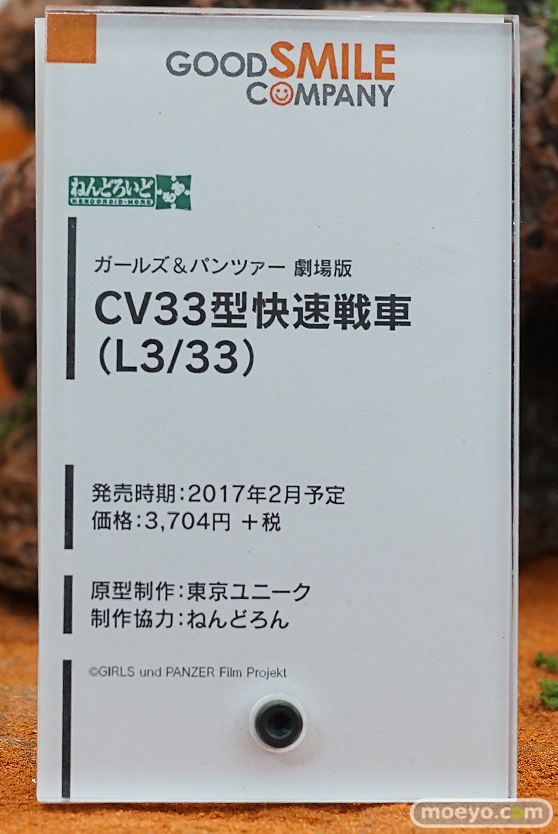 GOODSMILE
COMPANY
ねんどろいど
NENDOROID-MORE
ガールズ&パンツァー 劇場版
CV33型快速戦車
(L3/33)
発売時期:2017年2月予定
価格:3,704円 +税
原型制作:東京ユニーク
制作協力:ねんどろん
©GIRLS und PANZER Film Projekt
moeyo.com